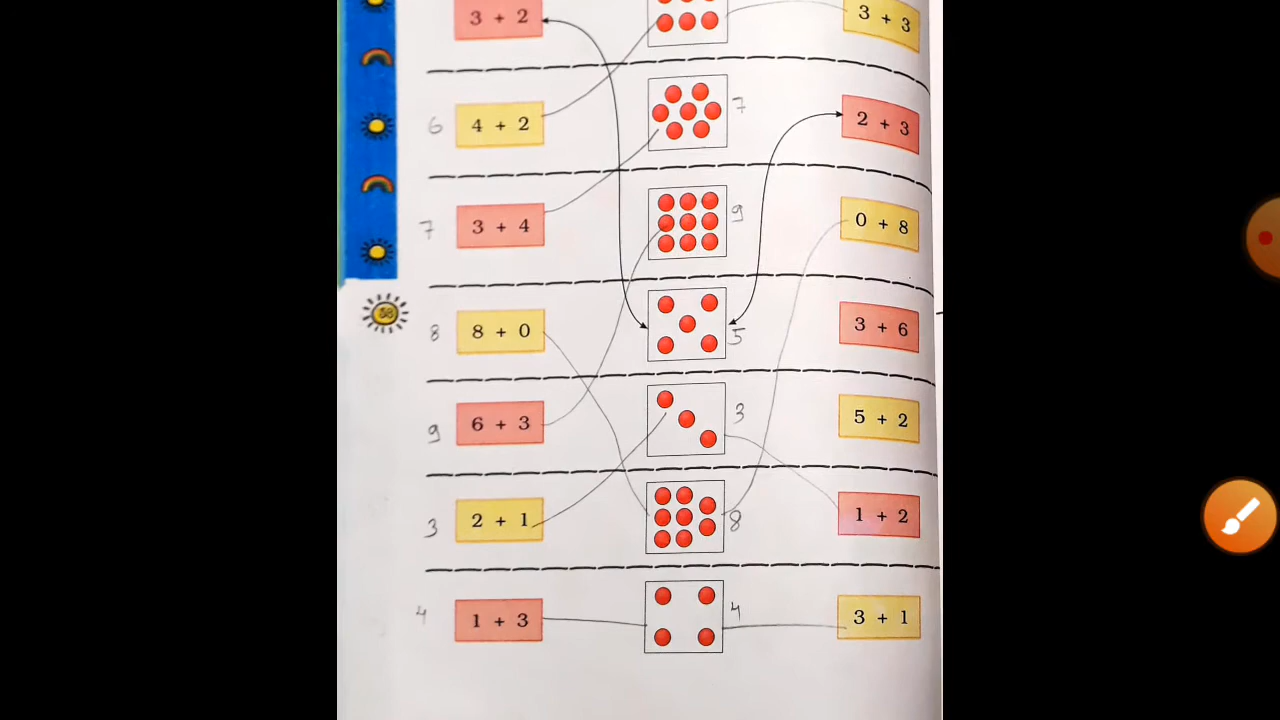 3 + 2 3 + 3
6 4 + 2 7 2 + 3
7 3 + 4 9 0 + 8
58
8 8 + 0 5 3 + 6
9 6 + 3 3 5 + 2
3 2 + 1 8 1 + 2
4 1 + 3 4 3 + 1